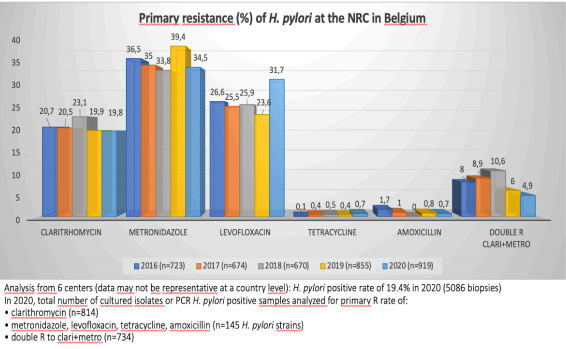 Primary resistance (%) of H. pylori at the NRC in Belgium
40
35
30
25
20
15
10
5
0
20,7 20,5 23,1 19,9 19,8
36,5 35 33,8 39,4 34,5
26,6 25,5 25,9 23,6 31,7
0,1 0,4 0,5 0,4 0,7
1,7 1 0 0,8 0,7
8 8,9 10,6 6 4,9
CLARITHROMYCIN METRONIDAZOLE LEVOFLOXACIN TETRACYCLINE AMOXICILLIN DOUBLE R
CLARI+METRO
2016 (n=723) 2017 (n=674) 2018 (n=670) 2019 (n=855) 2020 (n=919)
Analysis from 6 centers (data may not be representative at a country level): H. pylori positive rate of 19.4% in 2020 (5086 biopsies)
In 2020, total number of cultured isolates or PCR H. pylori positive samples analyzed for primary R rate of:
• clarithromycin (n=814)
• metronidazole, levofloxacin, tetracycline, amoxicillin (n=145 H. pylori strains)
• double R to clari+metro (n=734)